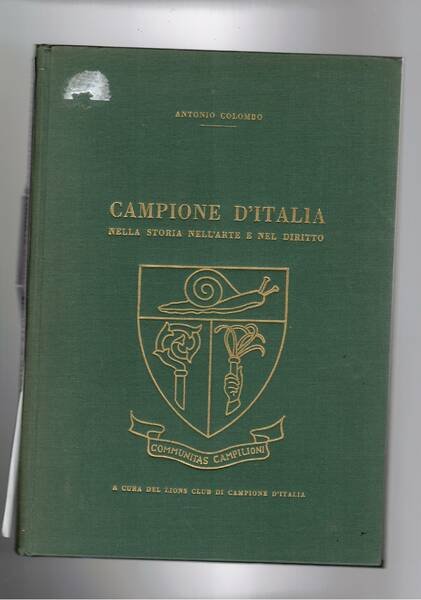 ANTONIO COLOMBO
CAMPIONE D'ITALIA
NELLA STORIA NELL'ARTE E NEL DIRITTO
COMMUNITAS CAMPILIONI
A CURA DEL LIONS CLUB DI CAMPIONE D'ITALIA